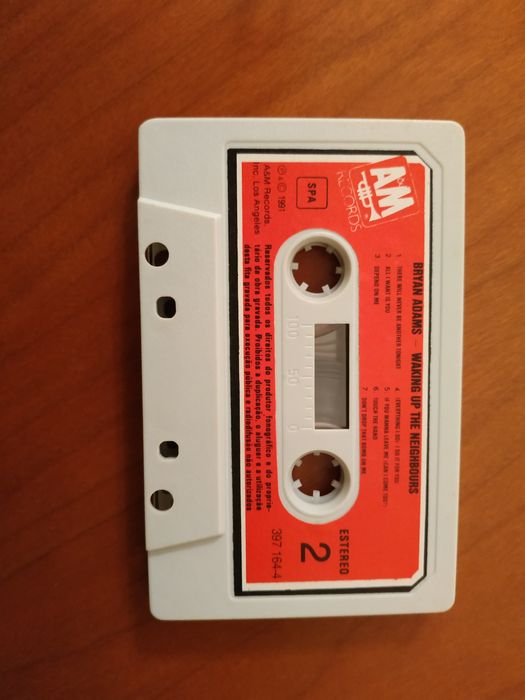 A&M
RECORDS
BRYAN ADAMS – WAKING UP THE NEIGHBOURS
1 THERE WILL NEVER BE ANOTHER TONIGHT
2 ALL I WANT IS YOU
3 DEPEND ON ME
4 (EVERYTHING I DO) I DO IT FOR YOU
5 IF YOU WANNA LEAVE ME (CAN I COME TOO?)
6 TOUCH THE HAND
7 DON'T DROP THAT BOMB ON ME
SPA
℗ & © 1991
A&M Records,
Inc. Los Angeles
100 50 0
ESTEREO
2
397 164-4
Reservados todos os direitos do produtor fonográfico e do proprie-
tário da obra gravada. Proibidos a duplicação, o aluguer e a utilização
desta fita gravada para execução pública e radiodifusão não autorizados